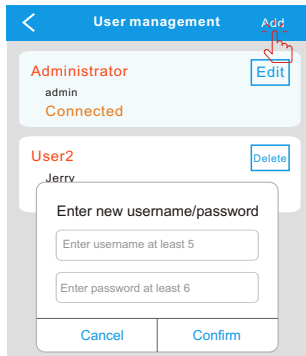 User management Add
Administrator Edit
admin
Connected
User2 Delete
Jerry
Enter new username/password
Enter username at least 5
Enter password at least 6
Cancel Confirm